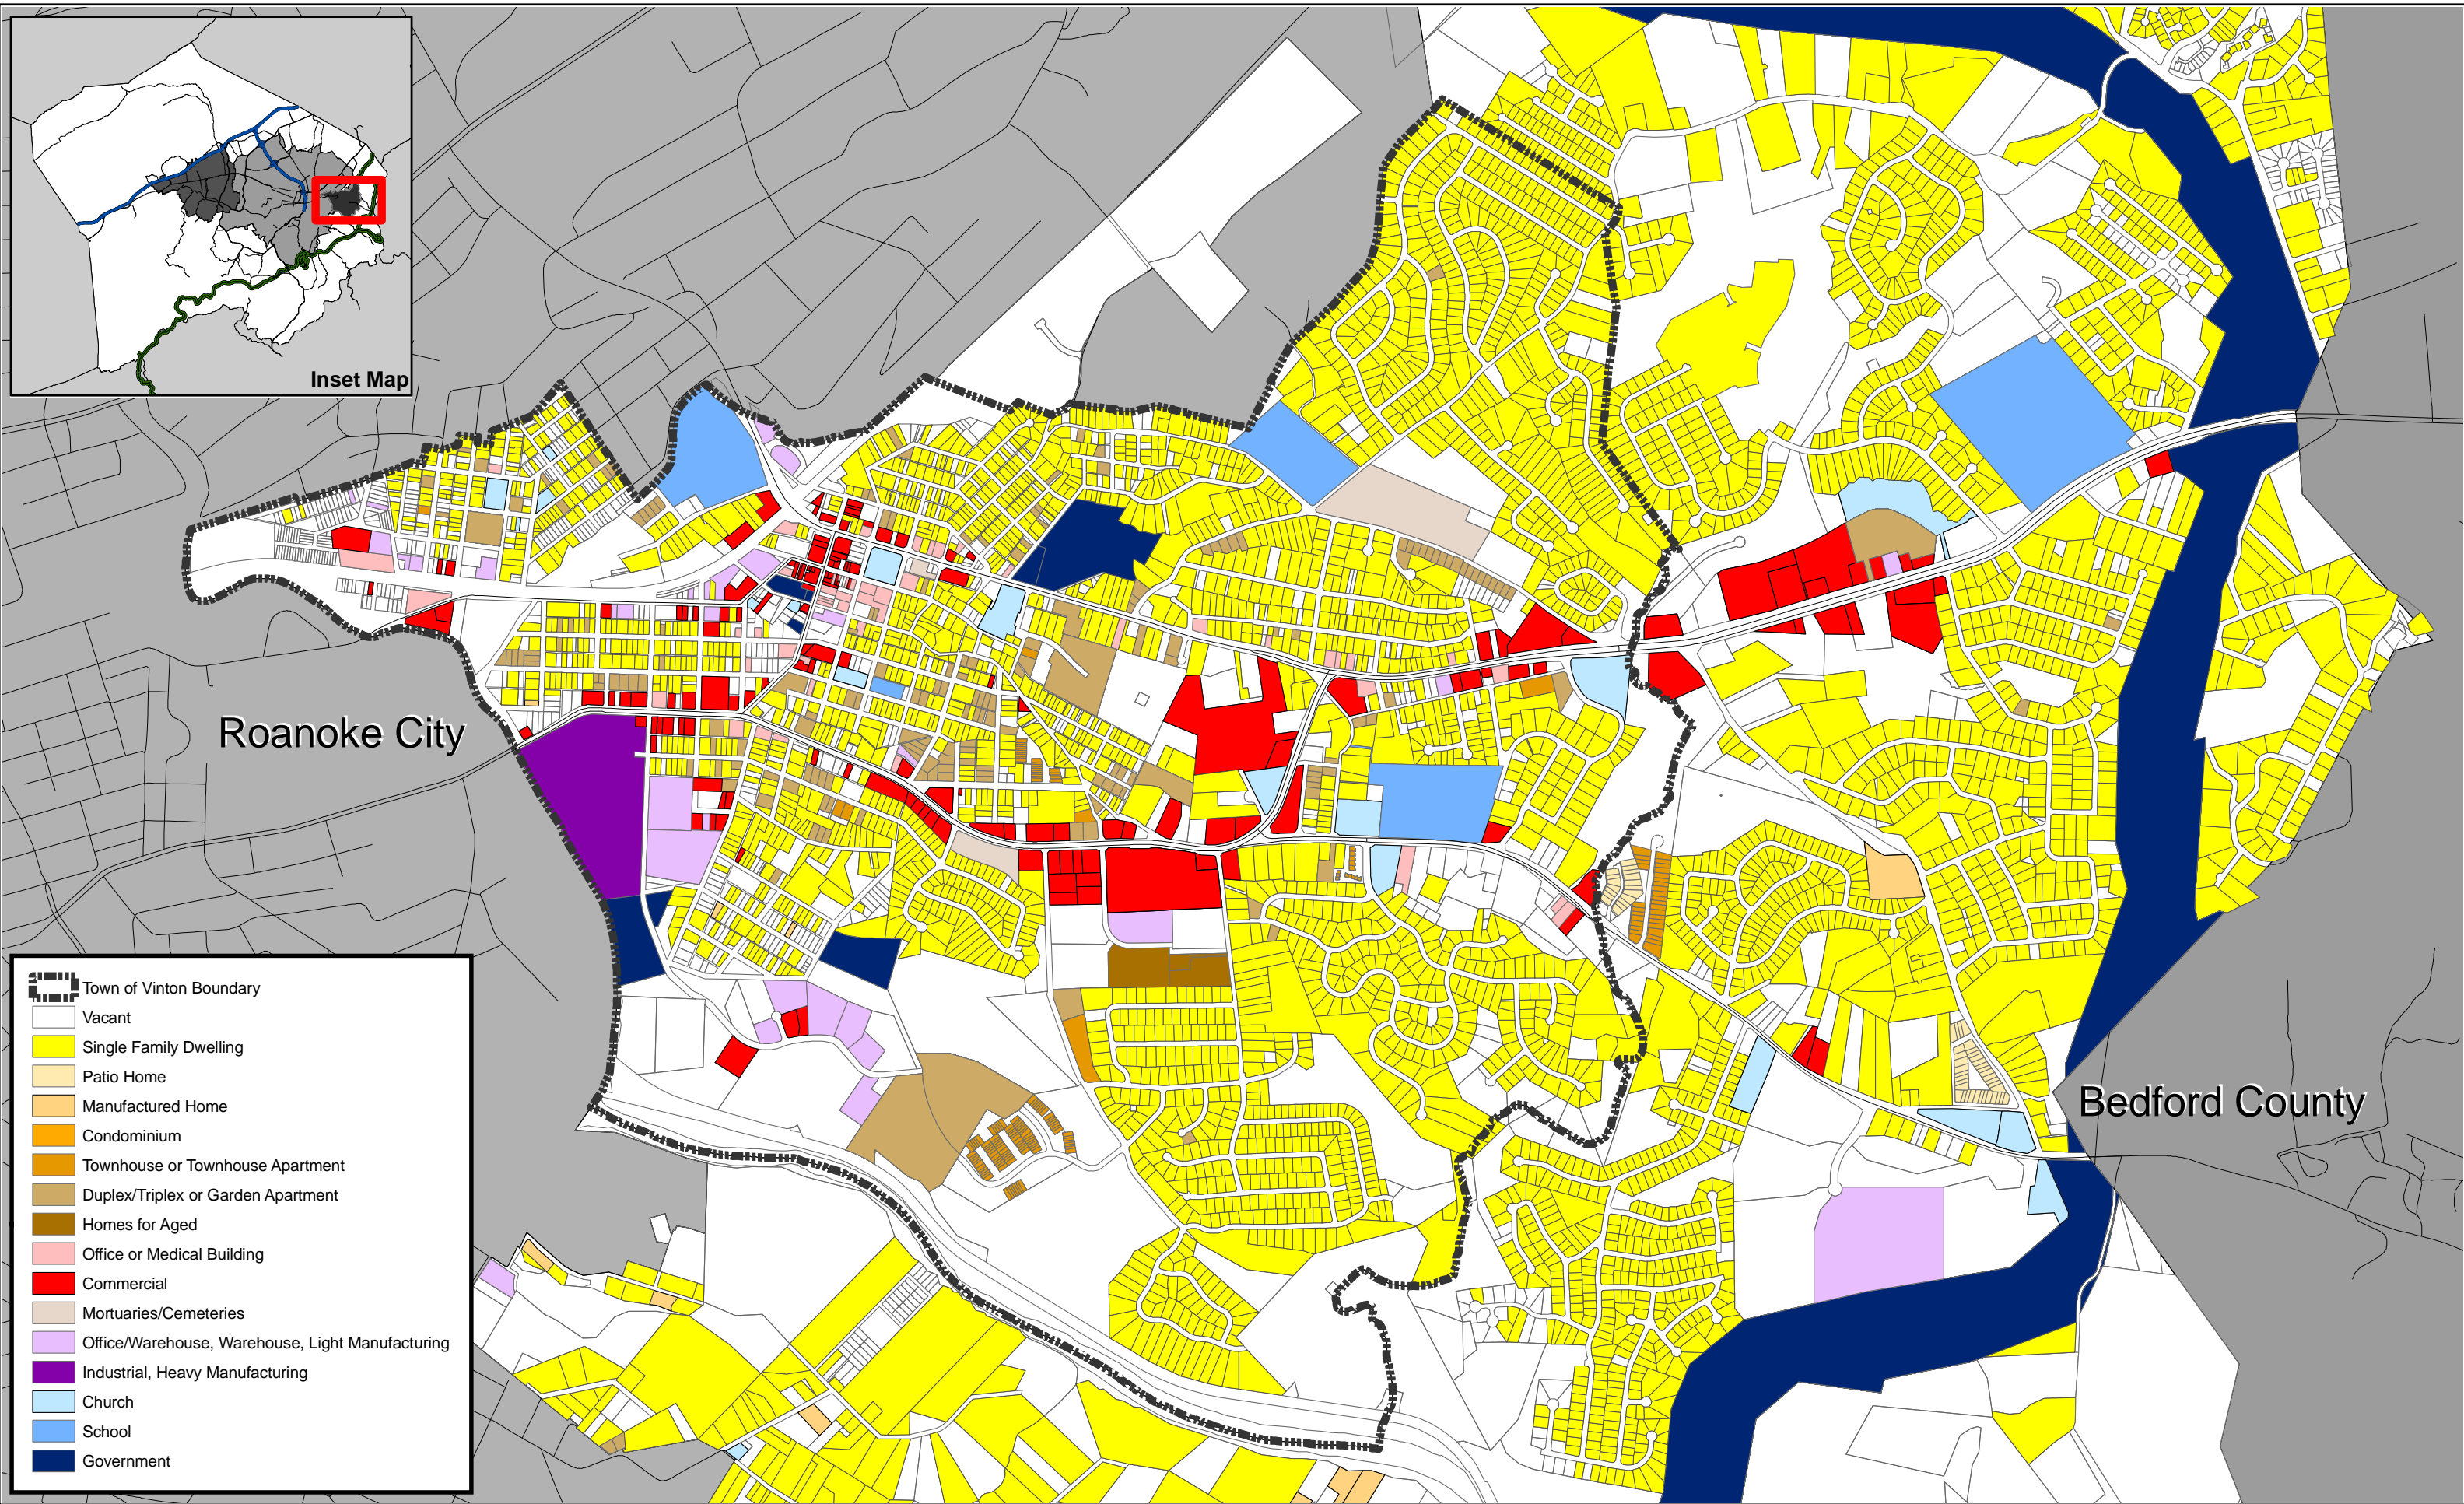 Inset Map
Roanoke City
Bedford County
Town of Vinton Boundary
Vacant
Single Family Dwelling
Patio Home
Manufactured Home
Condominium
Townhouse or Townhouse Apartment
Duplex/Triplex or Garden Apartment
Homes for Aged
Office or Medical Building
Commercial
Mortuaries/Cemeteries
Office/Warehouse, Warehouse, Light Manufacturing
Industrial, Heavy Manufacturing
Church
School
Government